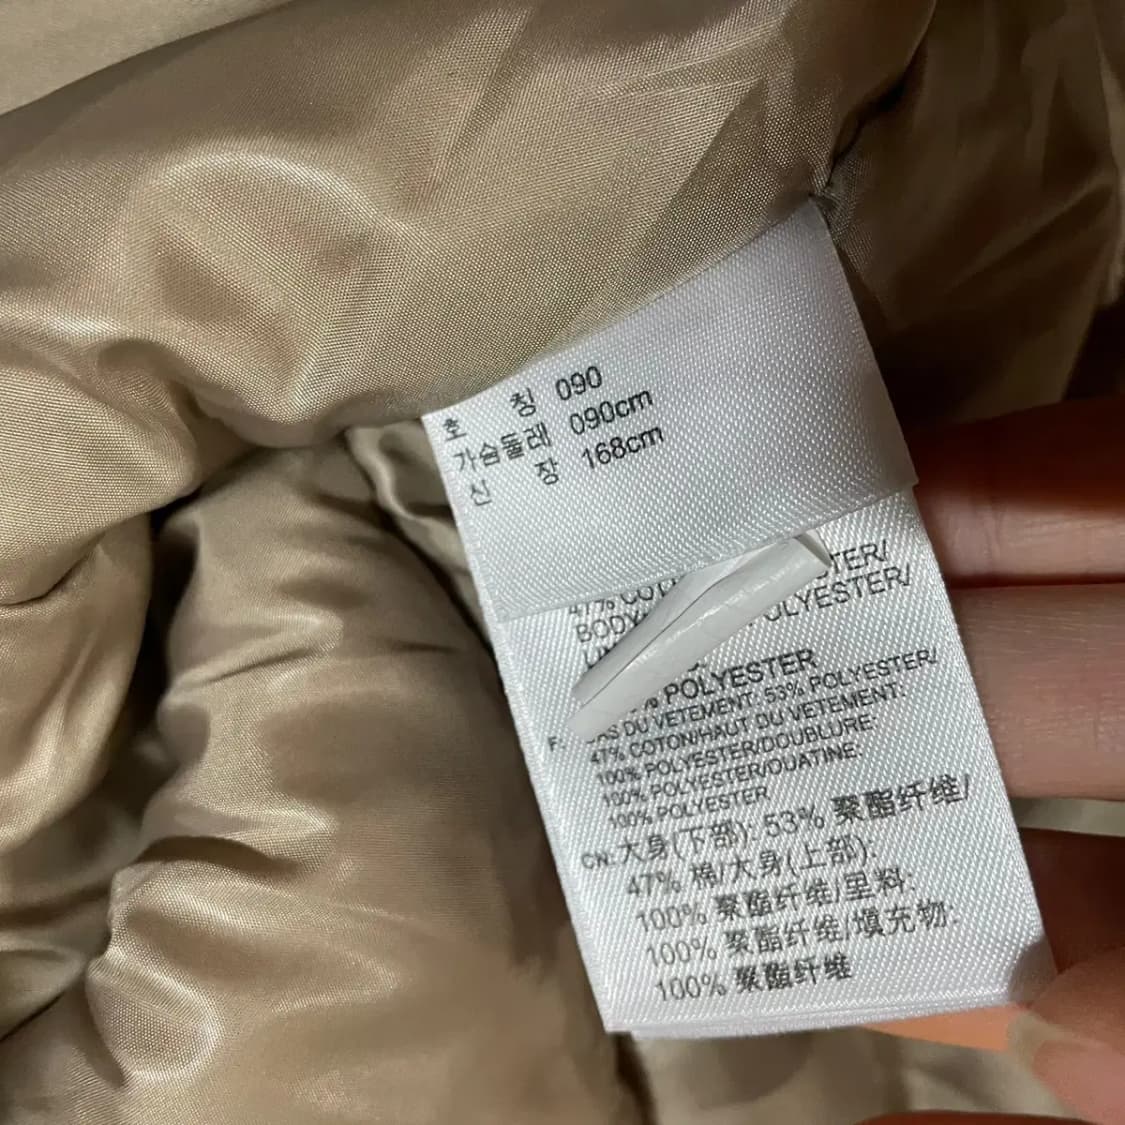 호 칭 090
가슴둘레 090cm
신 장 168cm
47%
BODY POLYESTER/
POLYESTER
F: DU VETEMENT: 53% POLYESTER/
47% COTON/HAUT DU VETEMENT:
100% POLYESTER/DOUBLURE:
100% POLYESTER/OUATINE:
100% POLYESTER
CN: 大身(下部): 53% 聚酯纤维/
47% 棉/大身(上部):
100% 聚酯纤维/里料:
100% 聚酯纤维/填充物:
100% 聚酯纤维